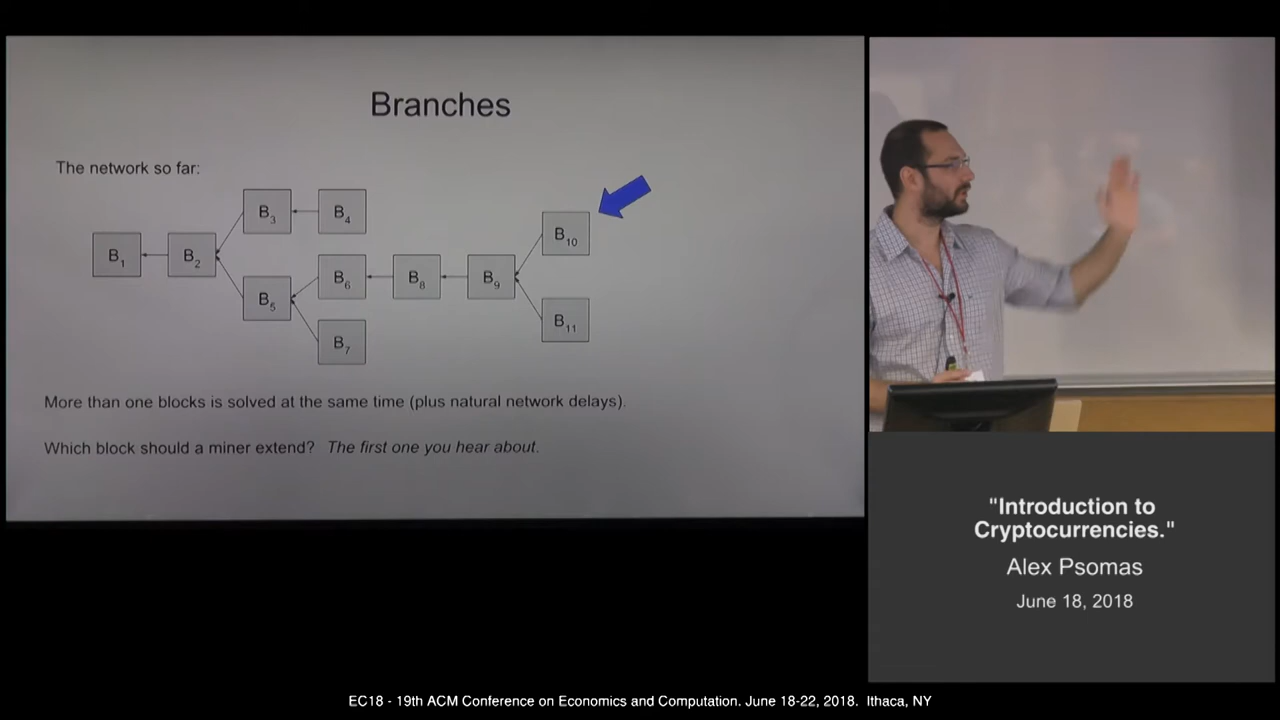 Branches
The network so far:
B3
B4
B10
B1
B2
B6
B8
B9
B5
B11
B7
More than one blocks is solved at the same time (plus natural network delays).
Which block should a miner extend? The first one you hear about.
"Introduction to
Cryptocurrencies."
Alex Psomas
June 18, 2018
EC18 - 19th ACM Conference on Economics and Computation. June 18-22, 2018. Ithaca, NY